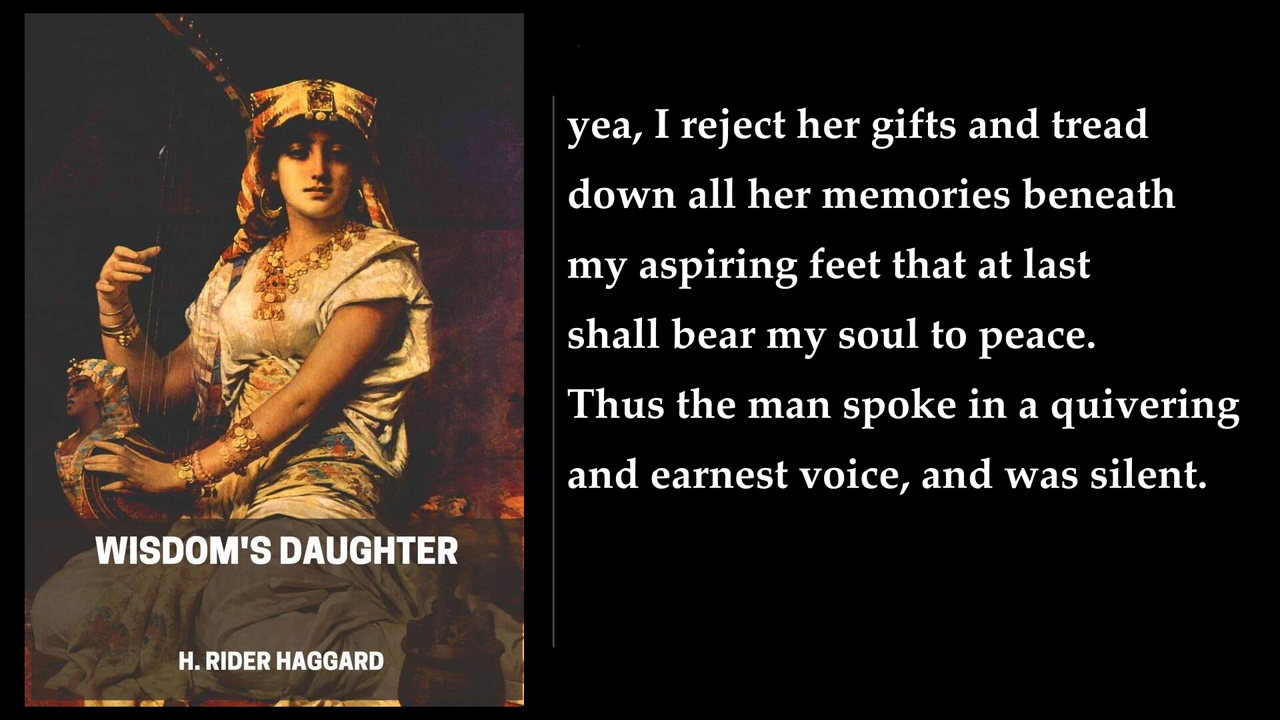 WISDOM'S DAUGHTER
H. RIDER HAGGARD
yea, I reject her gifts and tread
down all her memories beneath
my aspiring feet that at last
shall bear my soul to peace.
Thus the man spoke in a quivering
and earnest voice, and was silent.